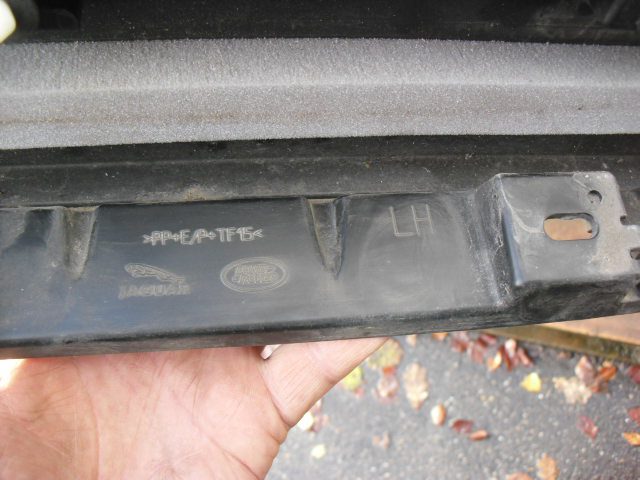 >PP+E/P+TF15<
LH
JAGUAR
LAND ROVER